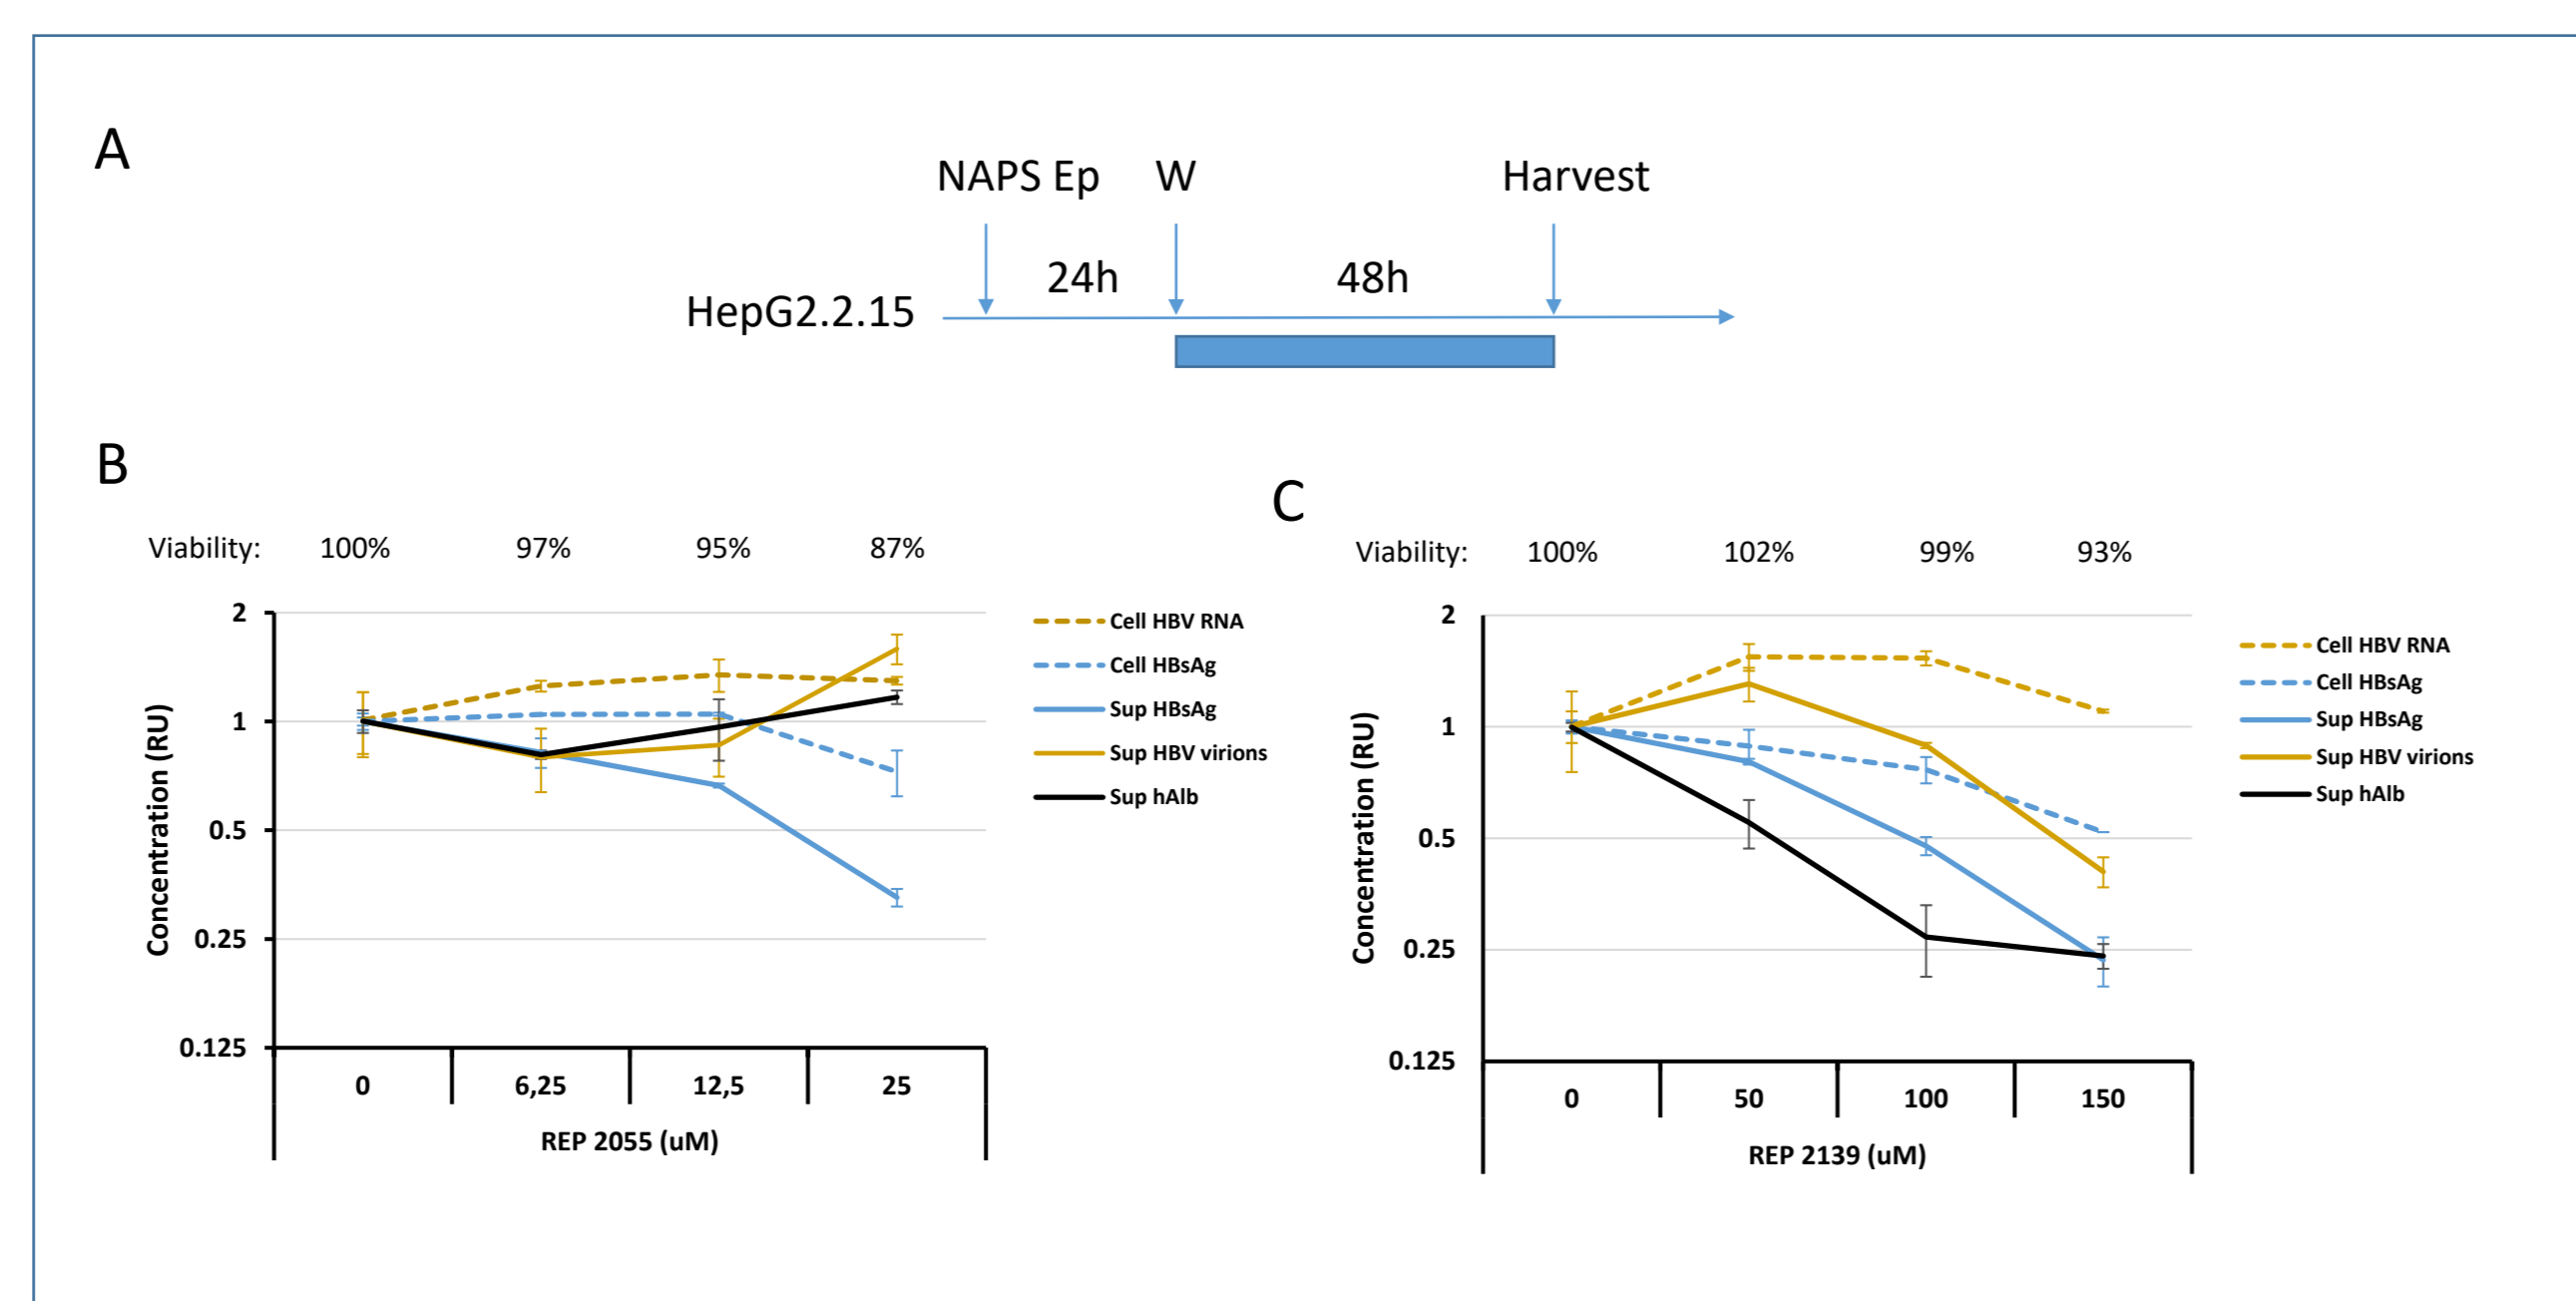 A
NAPS Ep W Harvest
24h 48h
HepG2.2.15
B
Viability: 100% 97% 95% 87%
2
1
0.5
0.25
0.125
Concentration (RU)
0 6,25 12,5 25
REP 2055 (uM)
Cell HBV RNA
Cell HBsAg
Sup HBsAg
Sup HBV virions
Sup hAlb
C
Viability: 100% 102% 99% 93%
2
1
0.5
0.25
0.125
Concentration (RU)
0 50 100 150
REP 2139 (uM)
Cell HBV RNA
Cell HBsAg
Sup HBsAg
Sup HBV virions
Sup hAlb